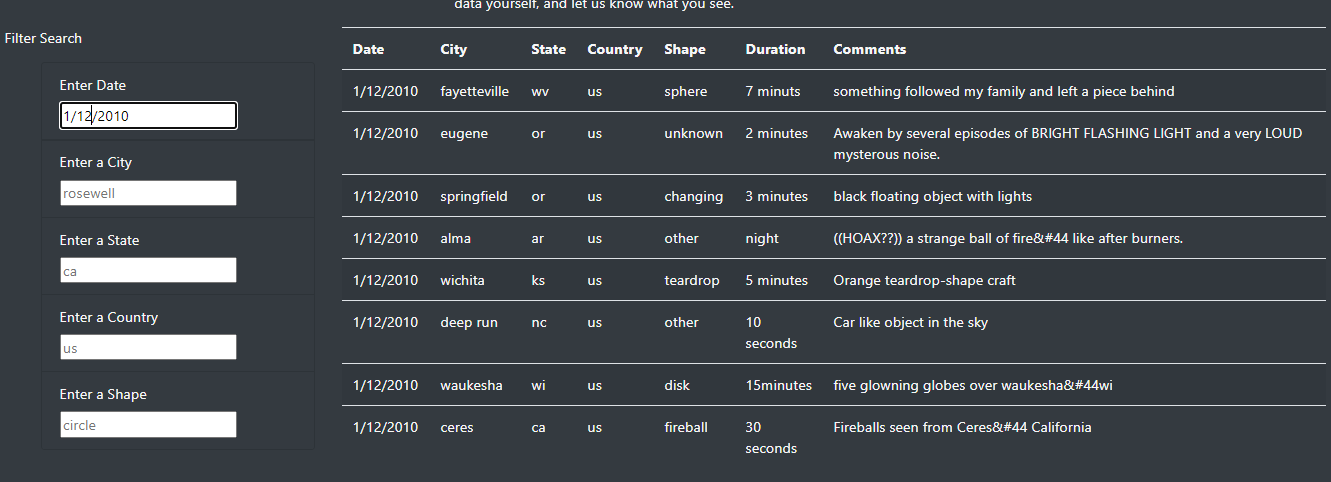 data yourself, and let us know what you see.
Filter Search
Enter Date
1/12/2010
Enter a City
rosewell
Enter a State
ca
Enter a Country
us
Enter a Shape
circle
Date City State Country Shape Duration Comments
1/12/2010 fayetteville wv us sphere 7 minuts something followed my family and left a piece behind
1/12/2010 eugene or us unknown 2 minutes Awaken by several episodes of BRIGHT FLASHING LIGHT and a very LOUD
mysterous noise.
1/12/2010 springfield or us changing 3 minutes black floating object with lights
1/12/2010 alma ar us other night ((HOAX??)) a strange ball of fire&#44 like after burners.
1/12/2010 wichita ks us teardrop 5 minutes Orange teardrop-shape craft
1/12/2010 deep run nc us other 10 Car like object in the sky
seconds
1/12/2010 waukesha wi us disk 15minutes five glowning globes over waukesha&#44wi
1/12/2010 ceres ca us fireball 30 Fireballs seen from Ceres&#44 California
seconds